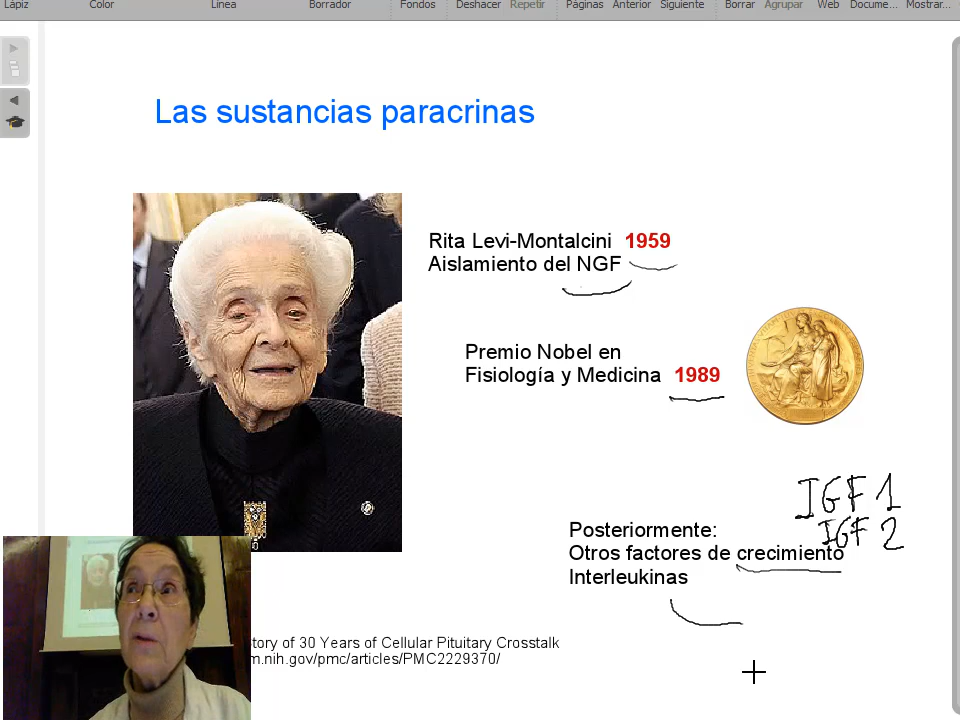 Lápiz Color Línea Borrador Fondos Deshacer Repetir Páginas Anterior Siguiente Borrar Agrupar Web Docume... Mostrar...
Las sustancias paracrinas
Rita Levi-Montalcini 1959
Aislamiento del NGF
Premio Nobel en
Fisiología y Medicina 1989
IGF 1
IGF 2
Posteriormente:
Otros factores de crecimiento
Interleukinas
tory of 30 Years of Cellular Pituitary Crosstalk
m.nih.gov/pmc/articles/PMC2229370/